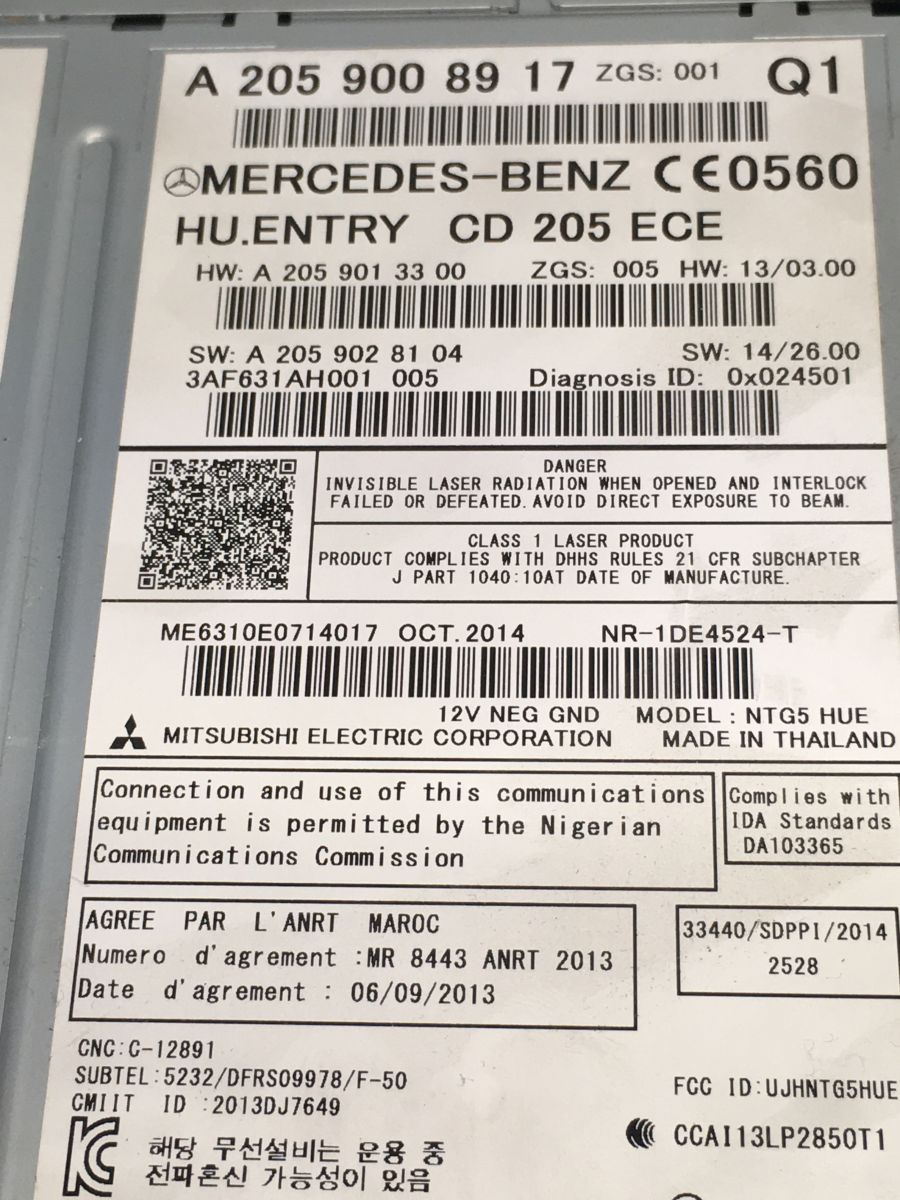 A 205 900 89 17 ZGS: 001 Q1
MERCEDES-BENZ CE0560
HU.ENTRY CD 205 ECE
HW: A 205 901 33 00 ZGS: 005 HW: 13/03.00
SW: A 205 902 81 04 SW: 14/26.00
3AF631AH001 005 Diagnosis ID: 0x024501
DANGER
INVISIBLE LASER RADIATION WHEN OPENED AND INTERLOCK
FAILED OR DEFEATED. AVOID DIRECT EXPOSURE TO BEAM.
CLASS 1 LASER PRODUCT
PRODUCT COMPLIES WITH DHHS RULES 21 CFR SUBCHAPTER
J PART 1040:10AT DATE OF MANUFACTURE.
ME6310E0714017 OCT.2014 NR-1DE4524-T
12V NEG GND MODEL : NTG5 HUE
MITSUBISHI ELECTRIC CORPORATION MADE IN THAILAND
Connection and use of this communications
equipment is permitted by the Nigerian
Communications Commission
Complies with
IDA Standards
DA103365
AGREE PAR L'ANRT MAROC
Numero d'agrement :MR 8443 ANRT 2013
Date d'agrement : 06/09/2013
33440/SDPPI/2014
2528
CNC:C-12891
SUBTEL:5232/DFRS09978/F-50
CMIIT ID :2013DJ7649
FCC ID:UJHNTG5HUE
CCAI13LP2850T1
해당 무선설비는 운용 중
전파혼신 가능성이 있음